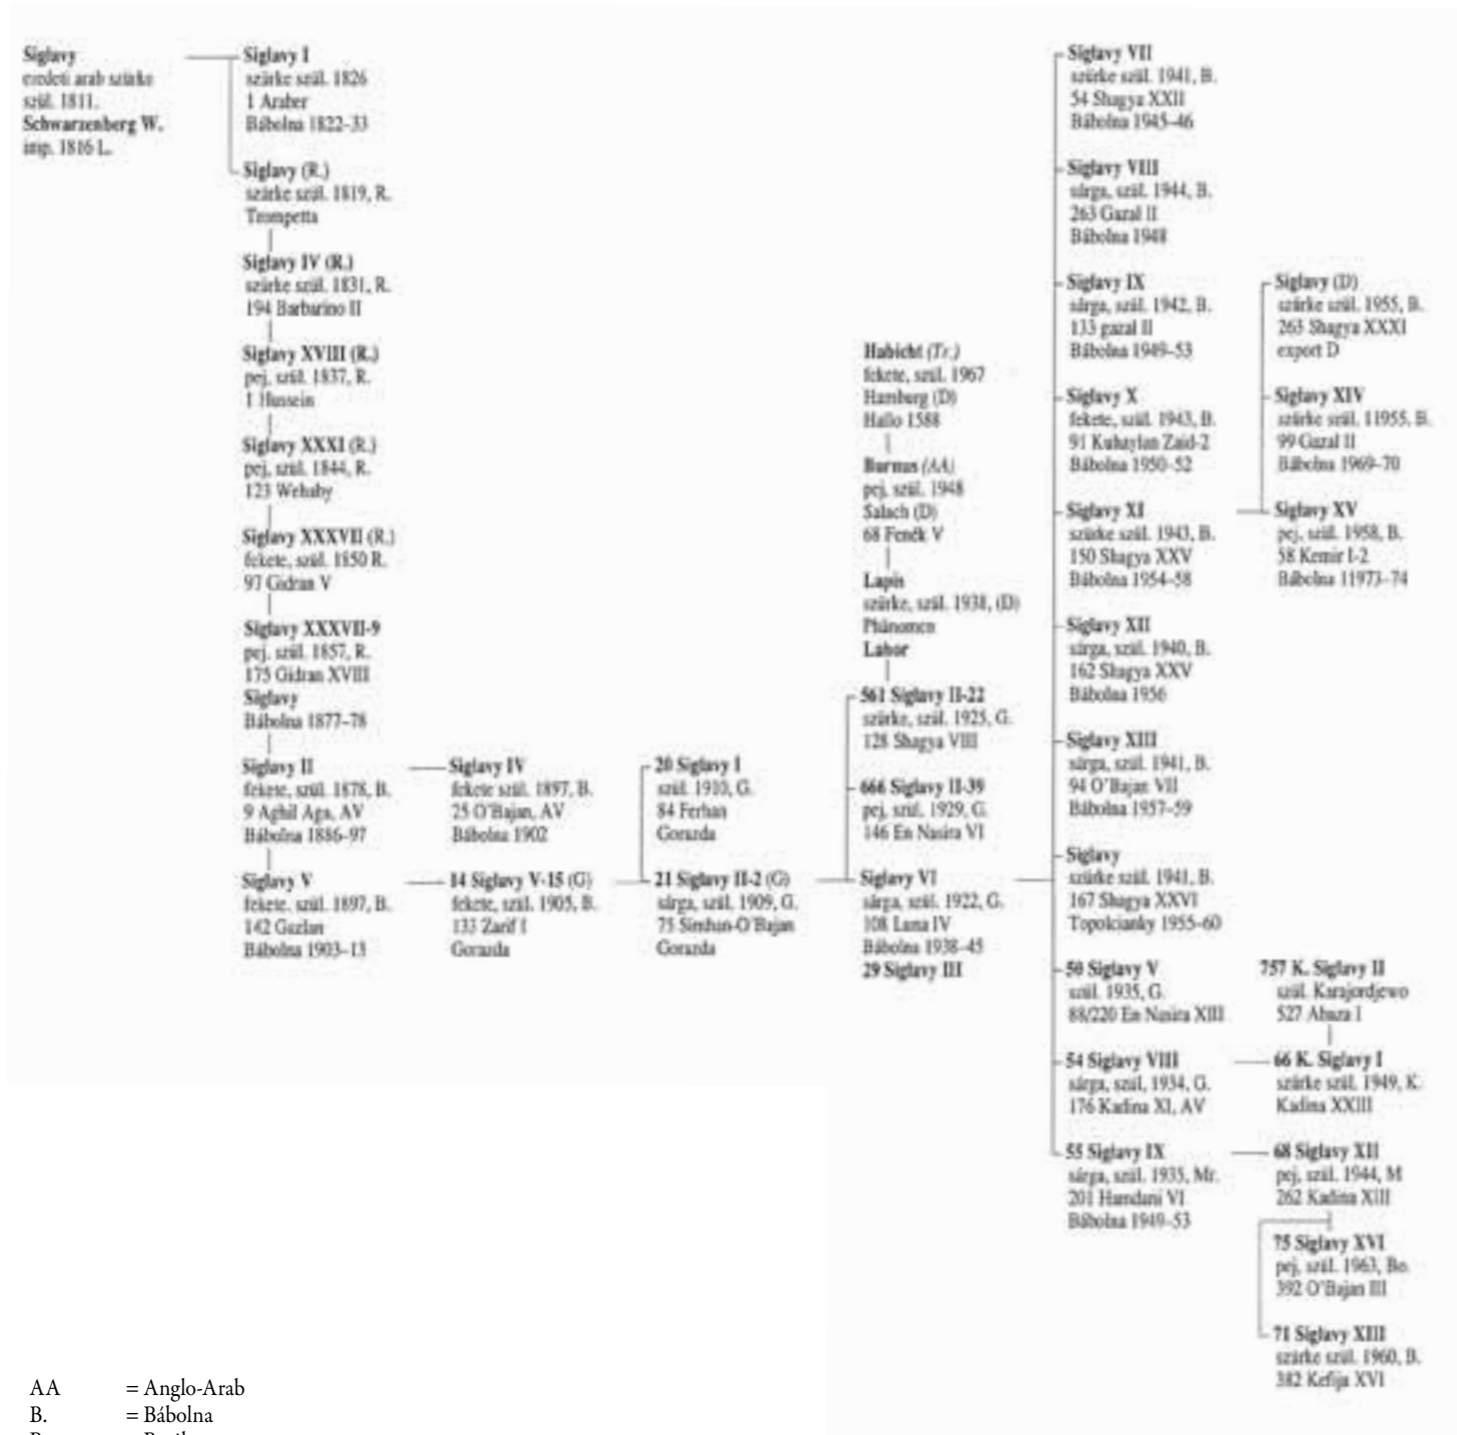 Siglavy
eredeti arab szürke
szül. 1811.
Schwarzenberg W.
imp. 1816 L.
Siglavy I
szürke szül. 1826
1 Araber
Bábolna 1822–33
Siglavy (R.)
szürke szül. 1819, R.
Trompetta
Siglavy IV (R.)
szürke szül. 1831, R.
194 Barbarino II
Siglavy XVIII (R.)
pej, szül. 1837, R.
1 Hussein
Siglavy XXXI (R.)
pej, szül. 1844, R.
123 Wehaby
Siglavy XXXVII (R.)
fekete, szül. 1850 R.
97 Gidran V
Siglavy XXXVII-9
pej. szül. 1857, R.
175 Gidran XVIII
Siglavy
Bábolna 1877–78
Siglavy II
fekete, szül. 1878, B.
9 Aghil Aga, AV
Bábolna 1886–97
Siglavy V
fekete, szül. 1897, B.
142 Gazlan
Bábolna 1903–13
Siglavy IV
fekete szül. 1897, B.
25 O'Bajan, AV
Bábolna 1902
14 Siglavy V-15 (G)
fekete, szül. 1905, B.
133 Zarif I
Gorazda
20 Siglavy I
szül. 1910, G.
84 Ferhan
Gorazda
21 Siglavy II-2 (G)
sárga, szül. 1909, G.
75 -O'Bajan
Gorazda
Habicht (Tr.)
fekete, szül. 1967
Hamburg (D)
Hallo 1588
Burnus (AA)
pej, szül. 1948
Salach (D)
68 Fenék V
Lapis
szürke, szül. 1938, (D)
Phänomen
Labor
561 Siglavy II-22
szürke, szül. 1925, G.
128 Shagya VIII
666 Siglavy II-39
pej, szül. 1929, G.
146 En Nasira VI
Siglavy VI
sárga, szül. 1922, G.
108 Luna IV
Bábolna 1938–45
29 Siglavy III
Siglavy VII
szürke szül. 1941, B.
54 Shagya XXII
Bábolna 1945–46
Siglavy VIII
sárga, szül. 1944, B.
263 Gazal II
Bábolna 1948
Siglavy IX
sárga, szül. 1942, B.
133 gazal II
Bábolna 1949–53
Siglavy X
fekete, szül. 1943, B.
91 Kuhaylan Zaid-2
Bábolna 1950–52
Siglavy XI
szürke szül. 1943, B.
150 Shagya XXV
Bábolna 1954–58
Siglavy XII
sárga, szül. 1940, B.
162 Shagya XXV
Bábolna 1956
Siglavy XIII
sárga, szül. 1941, B.
94 O'Bajan VII
Bábolna 1957–59
Siglavy
szürke szül. 1941, B.
167 Shagya XXVI
Topolcianky 1955–60
50 Siglavy V
szül. 1935, G.
88/220 En Nasira XIII
54 Siglavy VIII
sárga, szül, 1934, G.
176 Kadina XI, AV
55 Siglavy IX
sárga, szül. 1935, Mr.
201 Hamdani VI
Bábolna 1949–53
Siglavy (D)
szürke szül. 1955, B.
263 Shagya XXXI
export D
Siglavy XIV
szürke szül. 11955, B.
99 Gazal II
Bábolna 1969–70
Siglavy XV
pej, szül. 1958, B.
58 Kemir I-2
Bábolna 11973–74
757 K. Siglavy II
szül. Karajordjewo
527 Abuza I
66 K. Siglavy I
szürke szül. 1949, K.
Kadina XXIII
68 Siglavy XII
pej, szül. 1944, M
262 Kadina XIII
75 Siglavy XVI
pej, szül. 1963, Bo.
392 O'Bajan III
71 Siglavy XIII
szürke szül. 1960, B.
382 Kefija XVI
AA = Anglo-Arab
B. = Bábolna